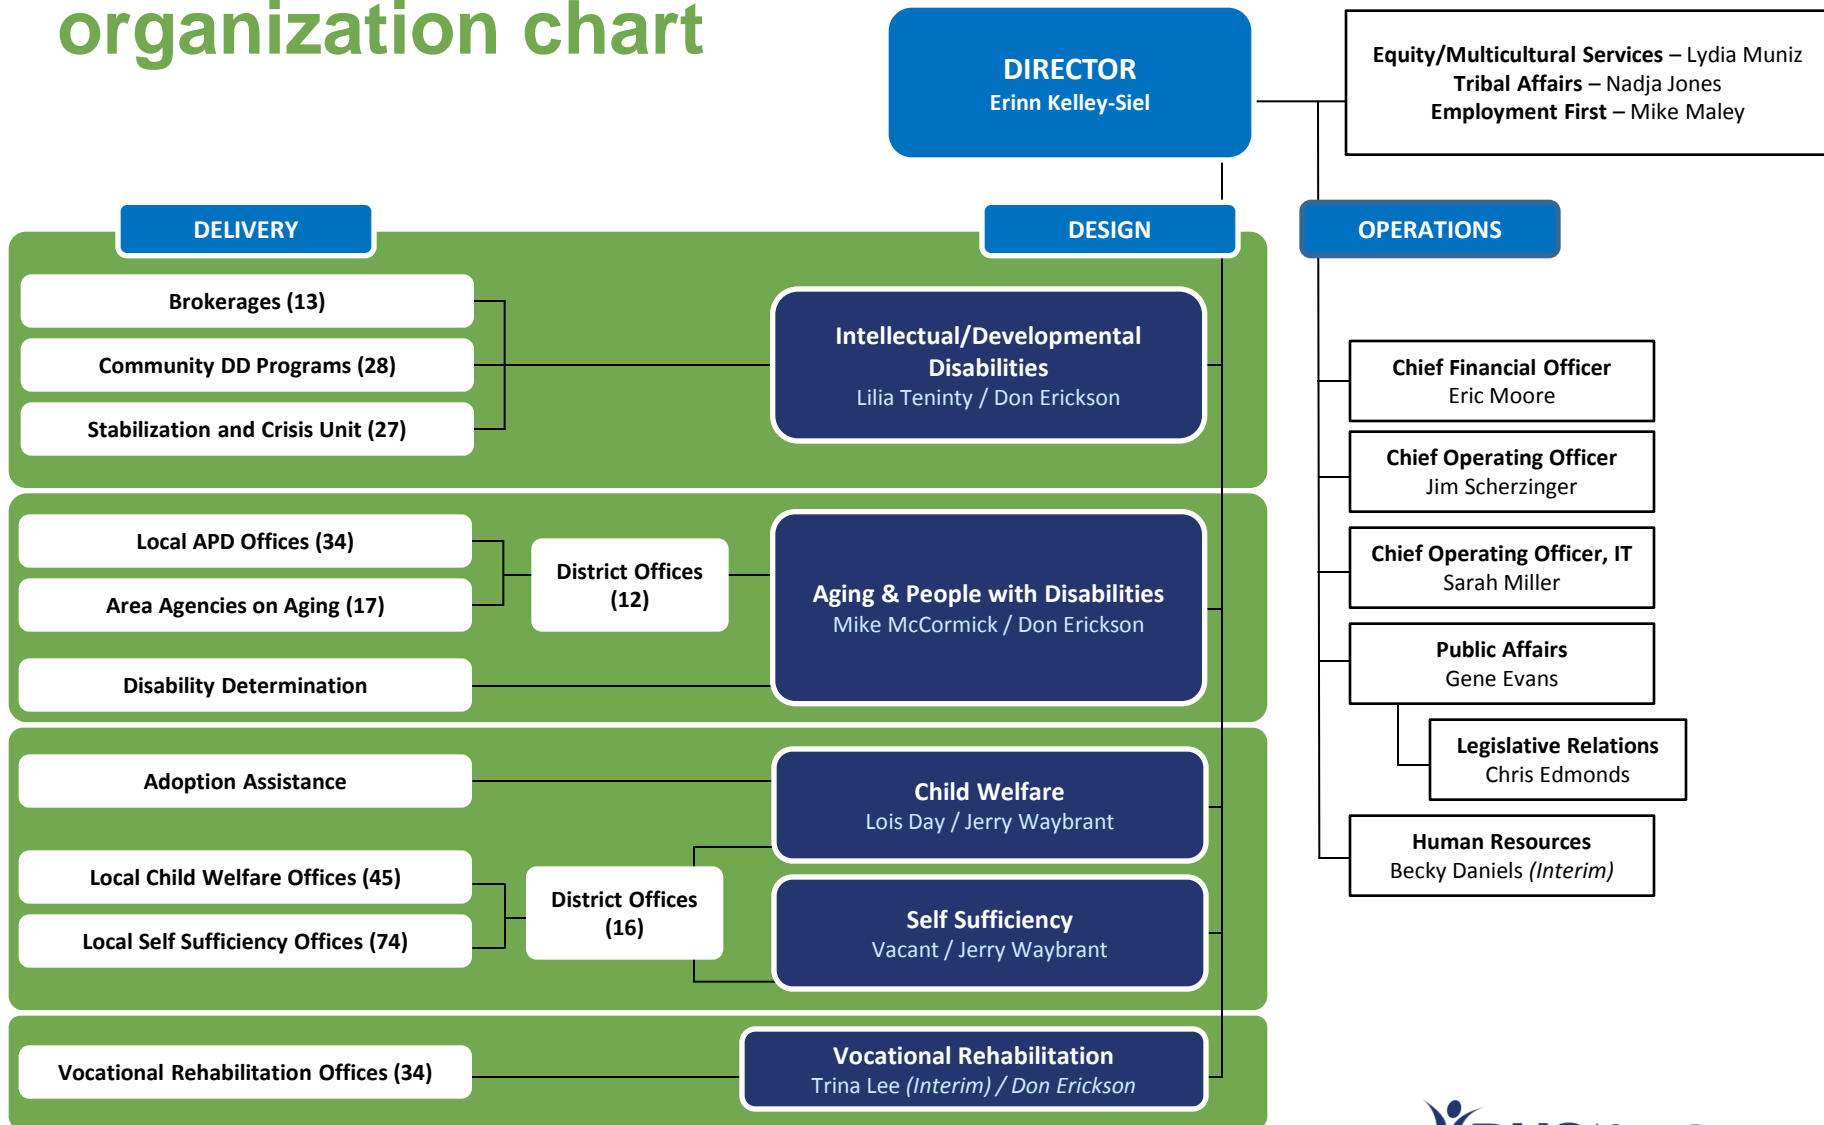 organization chart
DIRECTOR
Erinn Kelley-Siel
Equity/Multicultural Services – Lydia Muniz
Tribal Affairs – Nadja Jones
Employment First – Mike Maley
DELIVERY
DESIGN
OPERATIONS
Brokerages (13)
Community DD Programs (28)
Stabilization and Crisis Unit (27)
Intellectual/Developmental
Disabilities
Lilia Teninty / Don Erickson
Local APD Offices (34)
Area Agencies on Aging (17)
Disability Determination
District Offices
(12)
Aging & People with Disabilities
Mike McCormick / Don Erickson
Adoption Assistance
Local Child Welfare Offices (45)
Local Self Sufficiency Offices (74)
District Offices
(16)
Child Welfare
Lois Day / Jerry Waybrant
Self Sufficiency
Vacant / Jerry Waybrant
Vocational Rehabilitation Offices (34)
Vocational Rehabilitation
Trina Lee (Interim) / Don Erickson
Chief Financial Officer
Eric Moore
Chief Operating Officer
Jim Scherzinger
Chief Operating Officer, IT
Sarah Miller
Public Affairs
Gene Evans
Legislative Relations
Chris Edmonds
Human Resources
Becky Daniels (Interim)